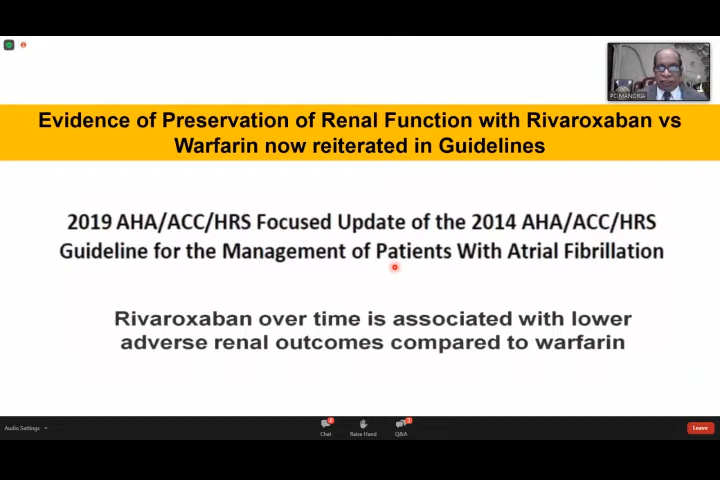 PC MANORIA
Evidence of Preservation of Renal Function with Rivaroxaban vs
Warfarin now reiterated in Guidelines
2019 AHA/ACC/HRS Focused Update of the 2014 AHA/ACC/HRS
Guideline for the Management of Patients With Atrial Fibrillation
Rivaroxaban over time is associated with lower
adverse renal outcomes compared to warfarin
Audio Settings
Chat
Raise Hand
Q&A
Leave